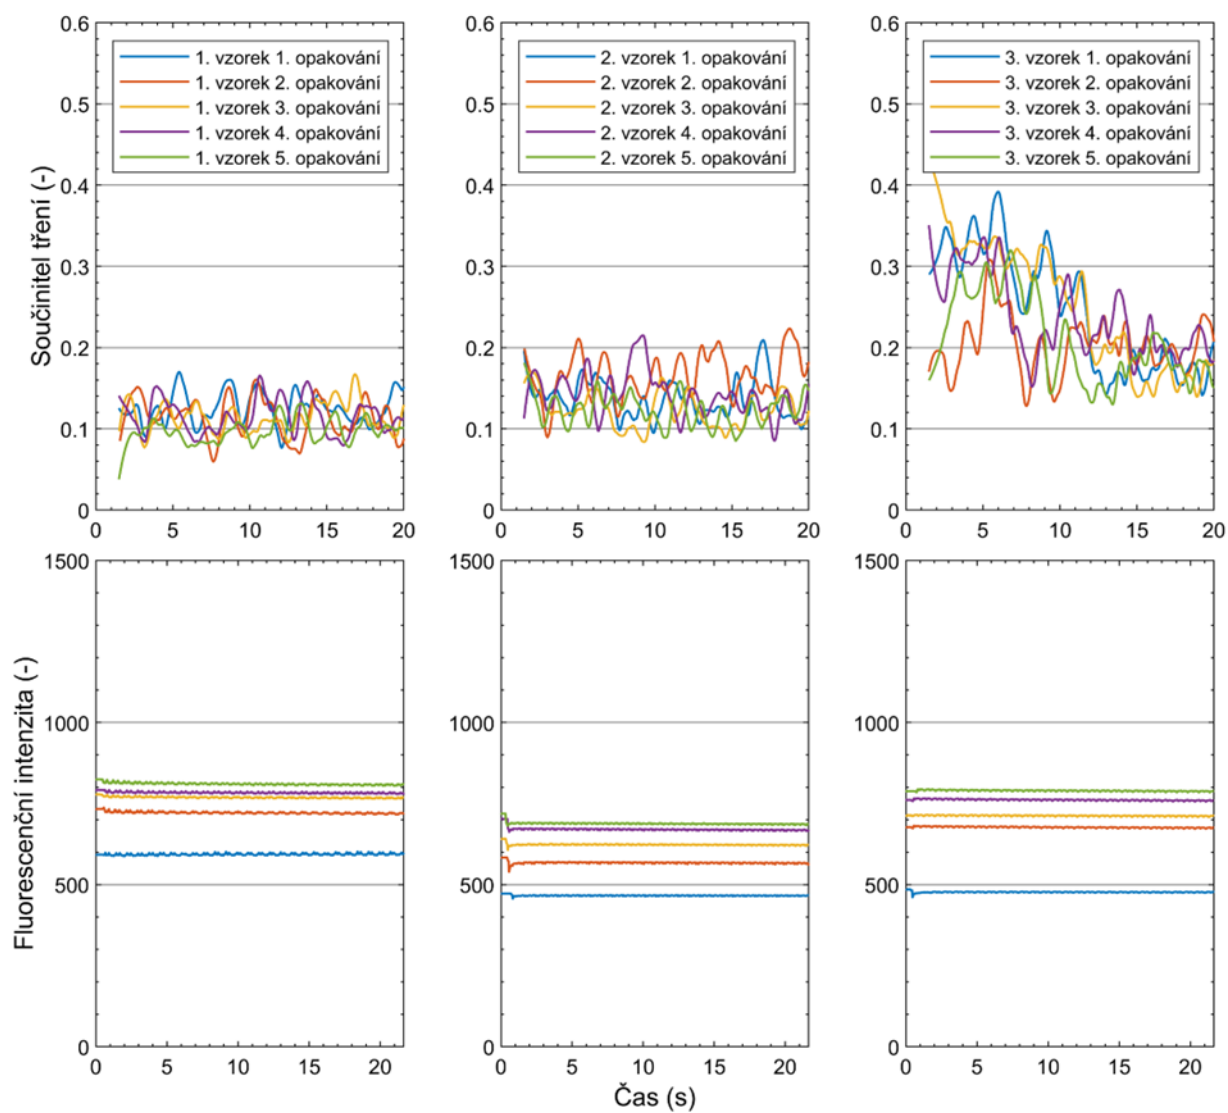 0.6
0.5
0.4
0.3
0.2
0.1
0
0 5 10 15 20
Součinitel tření (-)
1. vzorek 1. opakování
1. vzorek 2. opakování
1. vzorek 3. opakování
1. vzorek 4. opakování
1. vzorek 5. opakování
0.6
0.5
0.4
0.3
0.2
0.1
0
0 5 10 15 20
2. vzorek 1. opakování
2. vzorek 2. opakování
2. vzorek 3. opakování
2. vzorek 4. opakování
2. vzorek 5. opakování
0.6
0.5
0.4
0.3
0.2
0.1
0
0 5 10 15 20
3. vzorek 1. opakování
3. vzorek 2. opakování
3. vzorek 3. opakování
3. vzorek 4. opakování
3. vzorek 5. opakování
Fluorescenční intenzita (-)
1500
1000
500
0
0 5 10 15 20
1500
1000
500
0
0 5 10 15 20
1500
1000
500
0
0 5 10 15 20
Čas (s)